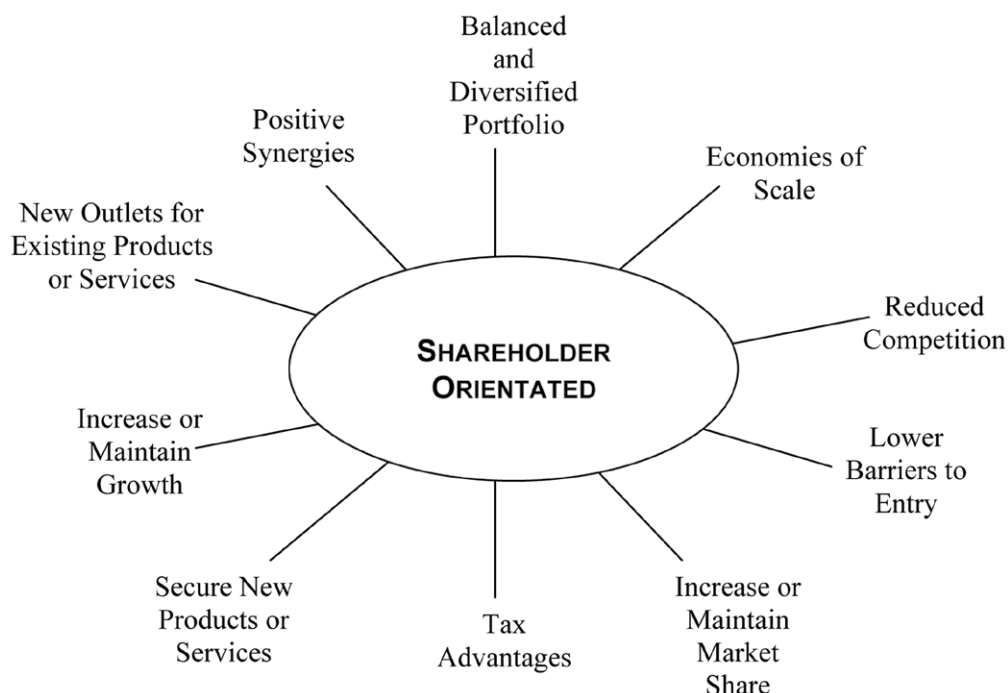 Balanced
and
Diversified
Portfolio
Positive
Synergies
Economies of
Scale
New Outlets for
Existing Products
or Services
Reduced
Competition
SHAREHOLDER
ORIENTATED
Increase or
Maintain
Growth
Lower
Barriers to
Entry
Secure New
Products or
Services
Tax
Advantages
Increase or
Maintain
Market
Share